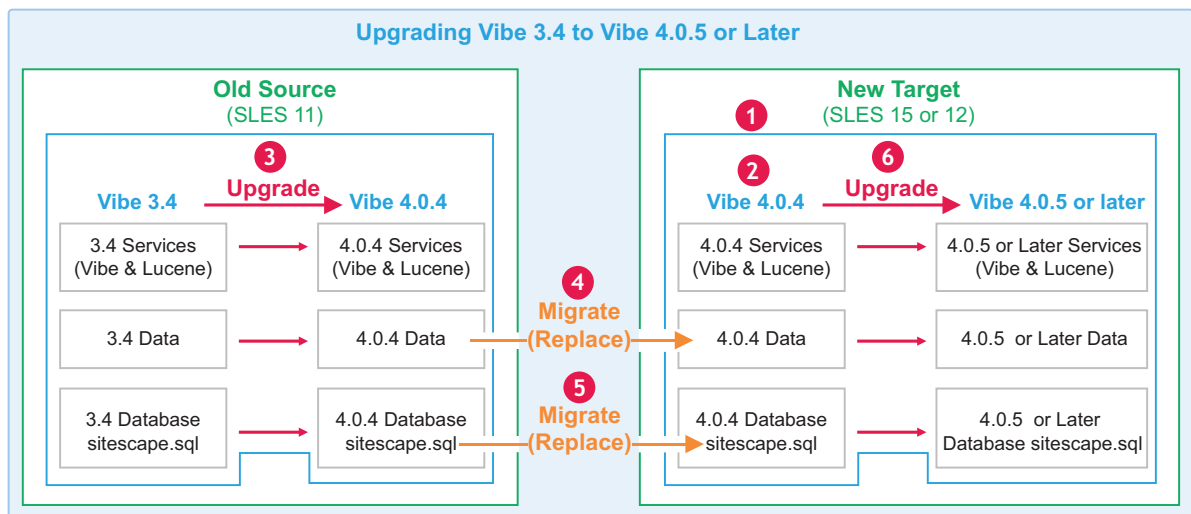 Upgrading Vibe 3.4 to Vibe 4.0.5 or Later
Old Source
(SLES 11)
3
Upgrade
Vibe 3.4
Vibe 4.0.4
3.4 Services
(Vibe & Lucene)
4.0.4 Services
(Vibe & Lucene)
3.4 Data
4.0.4 Data
3.4 Database
sitescape.sql
4.0.4 Database
sitescape.sql
4
Migrate
(Replace)
5
Migrate
(Replace)
New Target
(SLES 15 or 12)
1
2
6
Upgrade
Vibe 4.0.4
Vibe 4.0.5 or later
4.0.4 Services
(Vibe & Lucene)
4.0.5 or Later Services
(Vibe & Lucene)
4.0.4 Data
4.0.5 or Later Data
4.0.4 Database
sitescape.sql
4.0.5 or Later
Database sitescape.sql